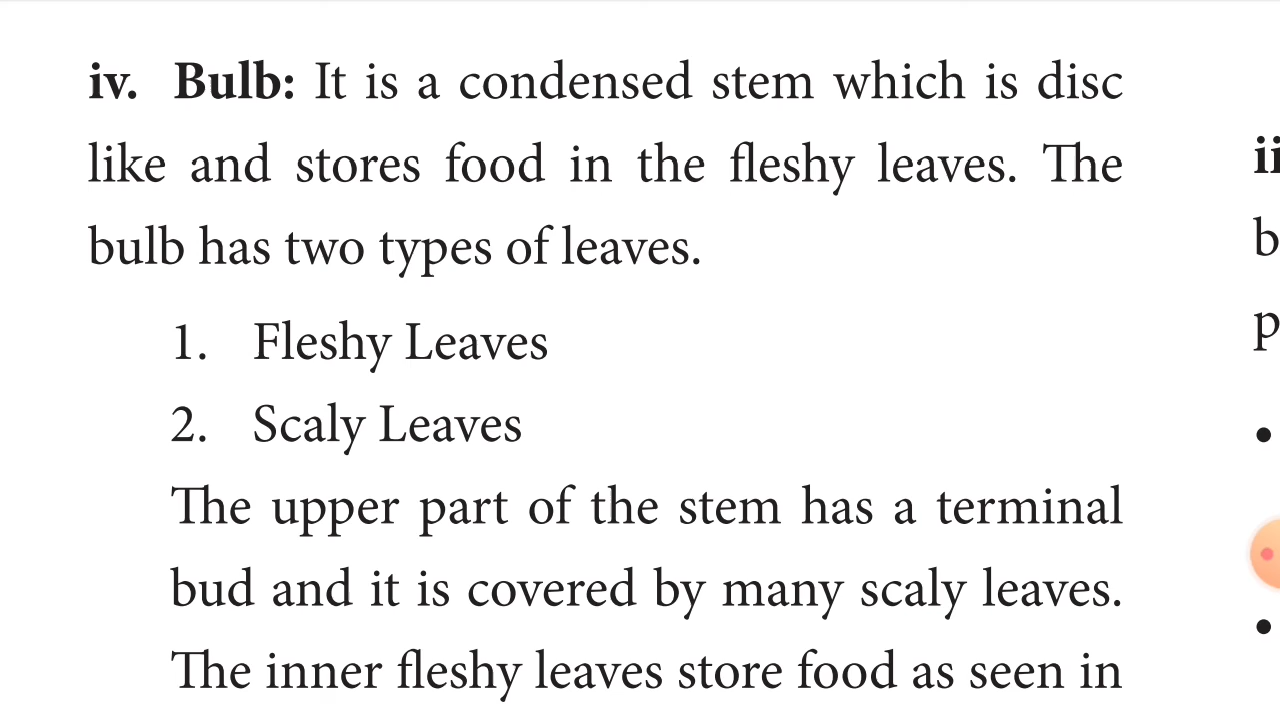 iv. Bulb: It is a condensed stem which is disc
like and stores food in the fleshy leaves. The
bulb has two types of leaves.
1. Fleshy Leaves
2. Scaly Leaves
The upper part of the stem has a terminal
bud and it is covered by many scaly leaves.
The inner fleshy leaves store food as seen in
ii
b
p
•
•